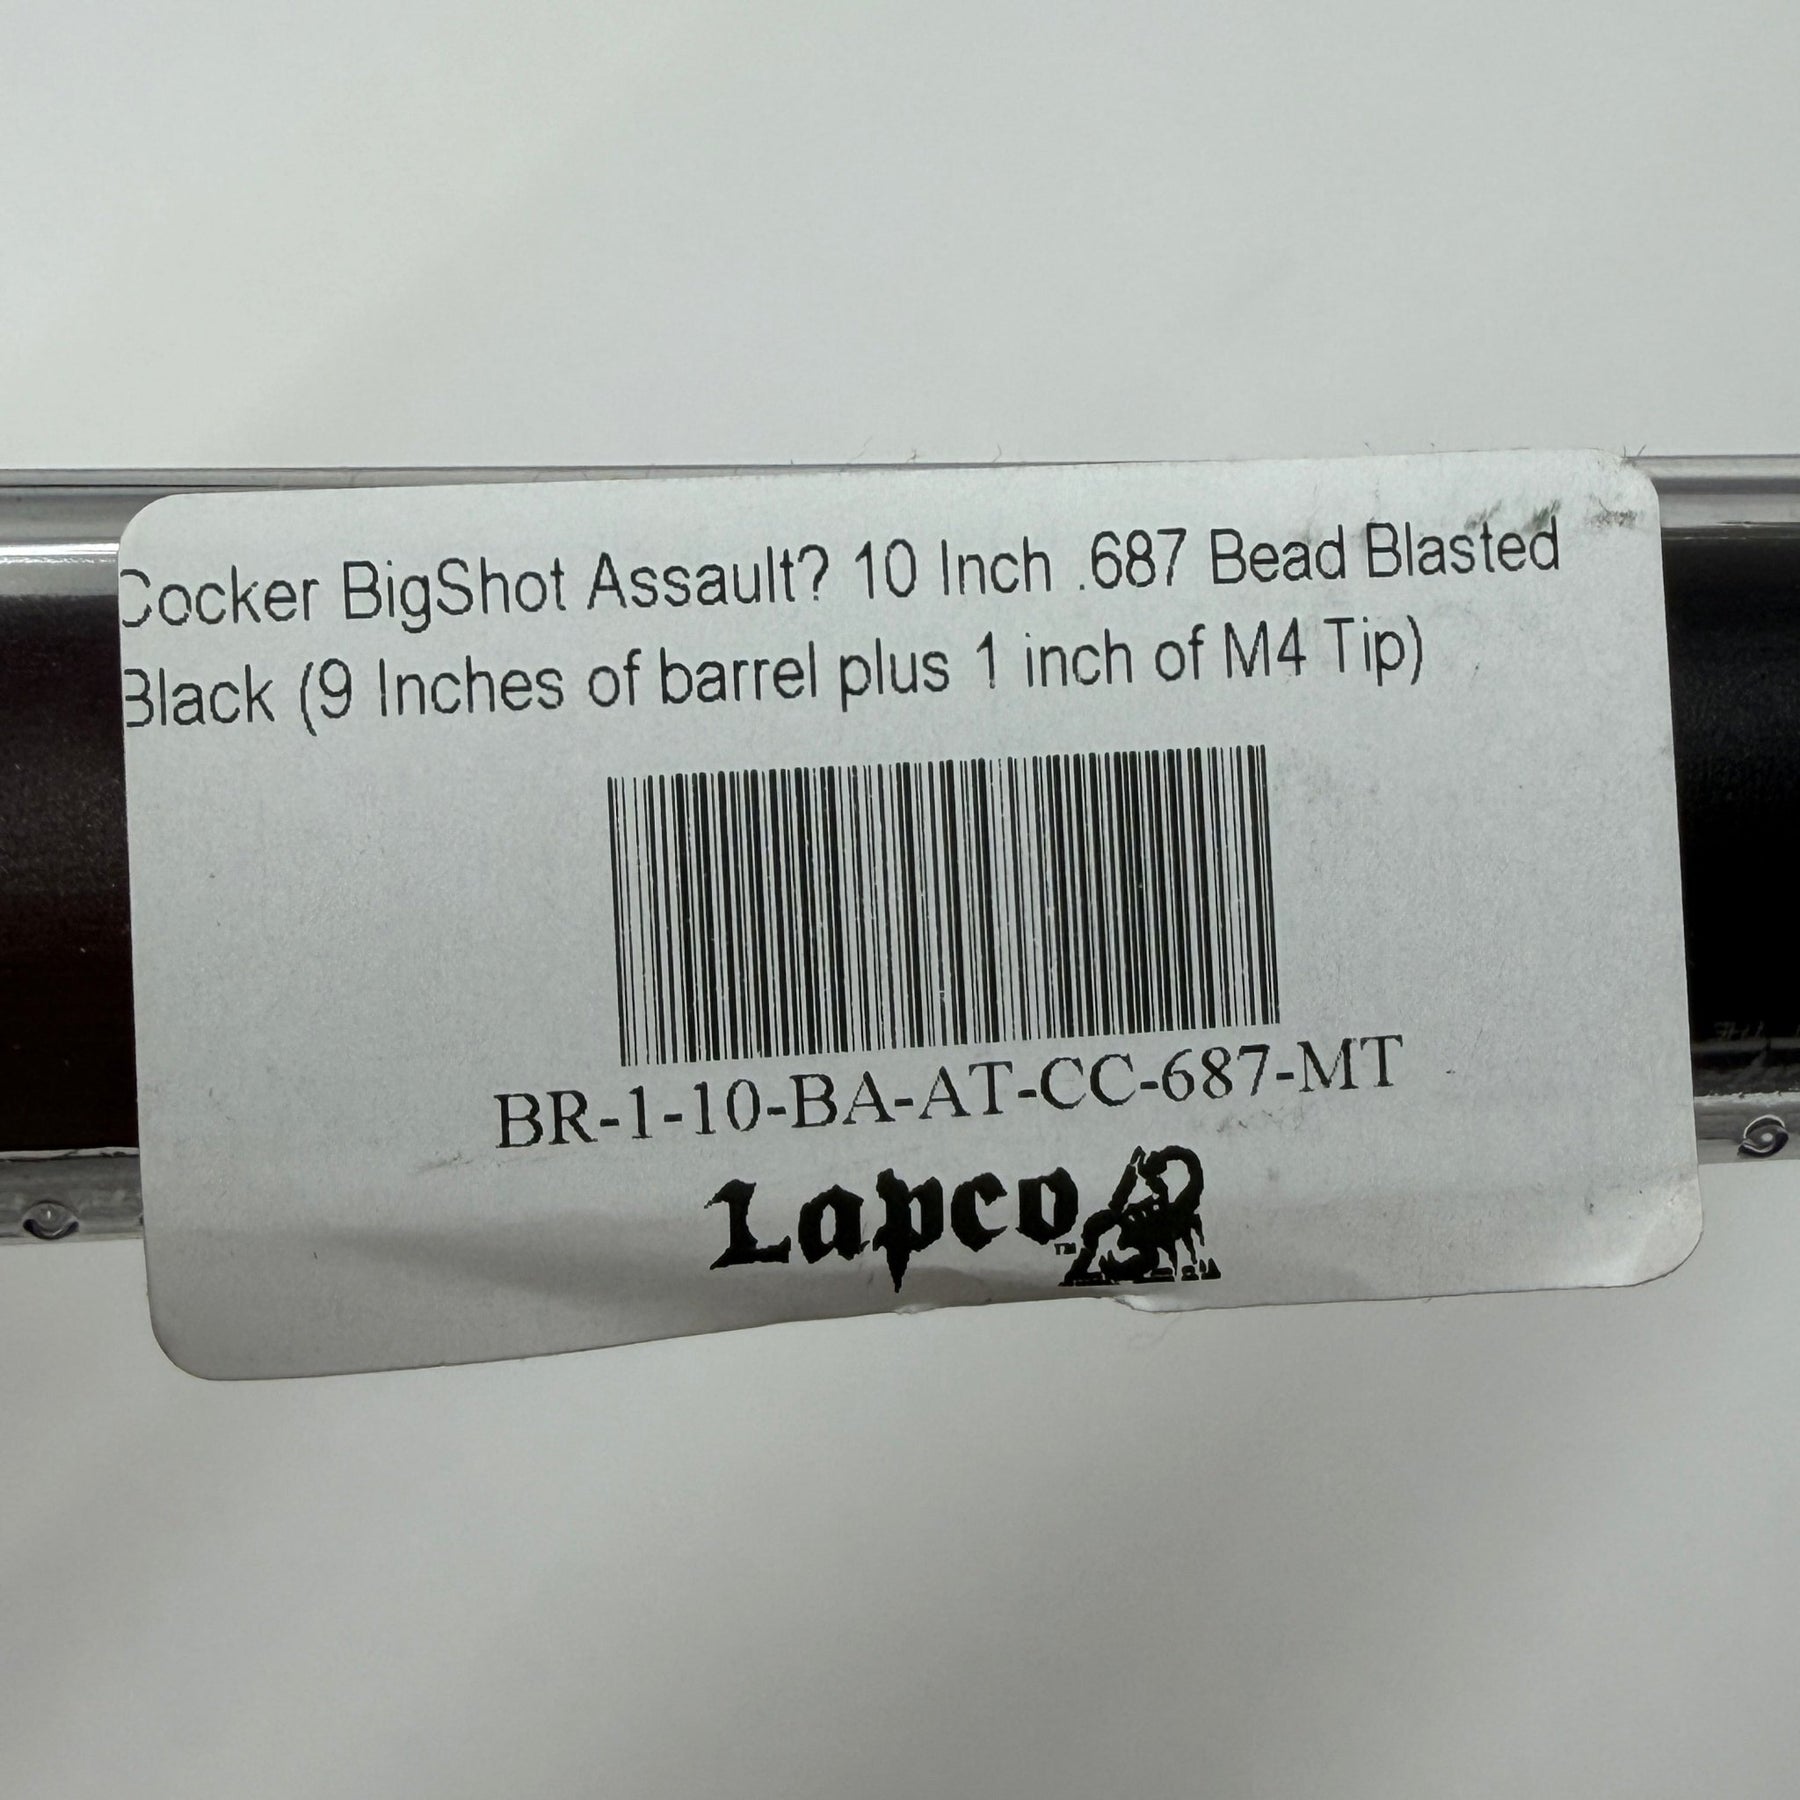 Cocker BigShot Assault? 10 Inch .687 Bead Blasted
Black (9 Inches of barrel plus 1 inch of M4 Tip)
BR-1-10-BA-AT-CC-687-MT
Lapco™